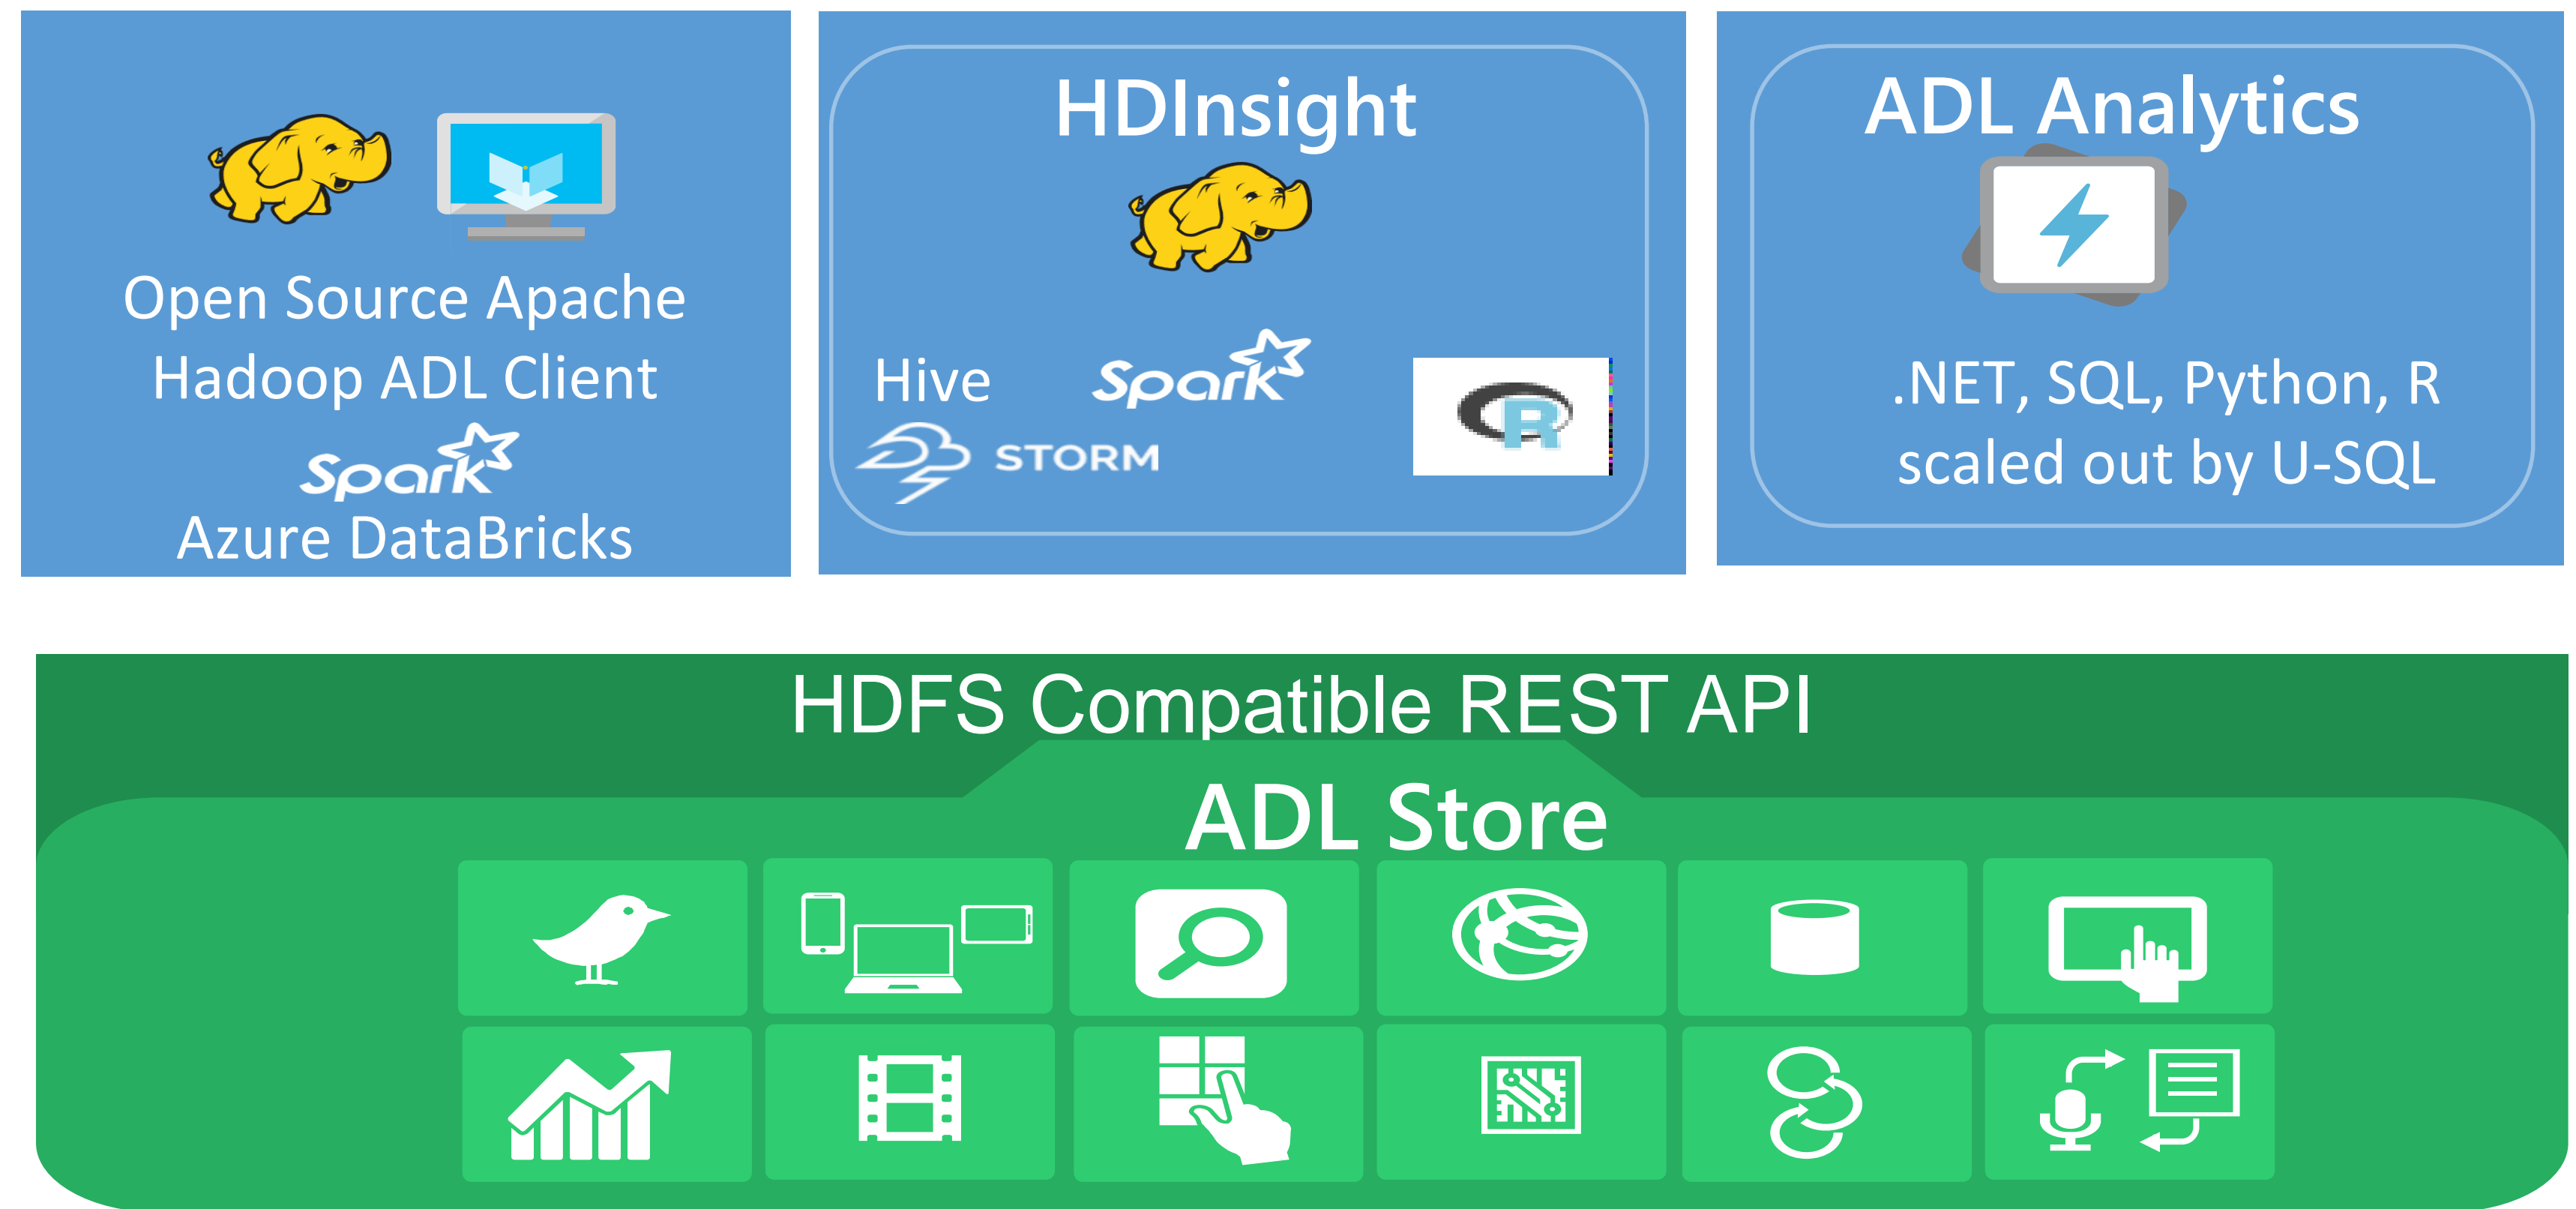 Open Source Apache
Hadoop ADL Client
Spark
Azure DataBricks
HDInsight
Hive
Spark
STORM
R
ADL Analytics
.NET, SQL, Python, R
scaled out by U-SQL
HDFS Compatible REST API
ADL Store